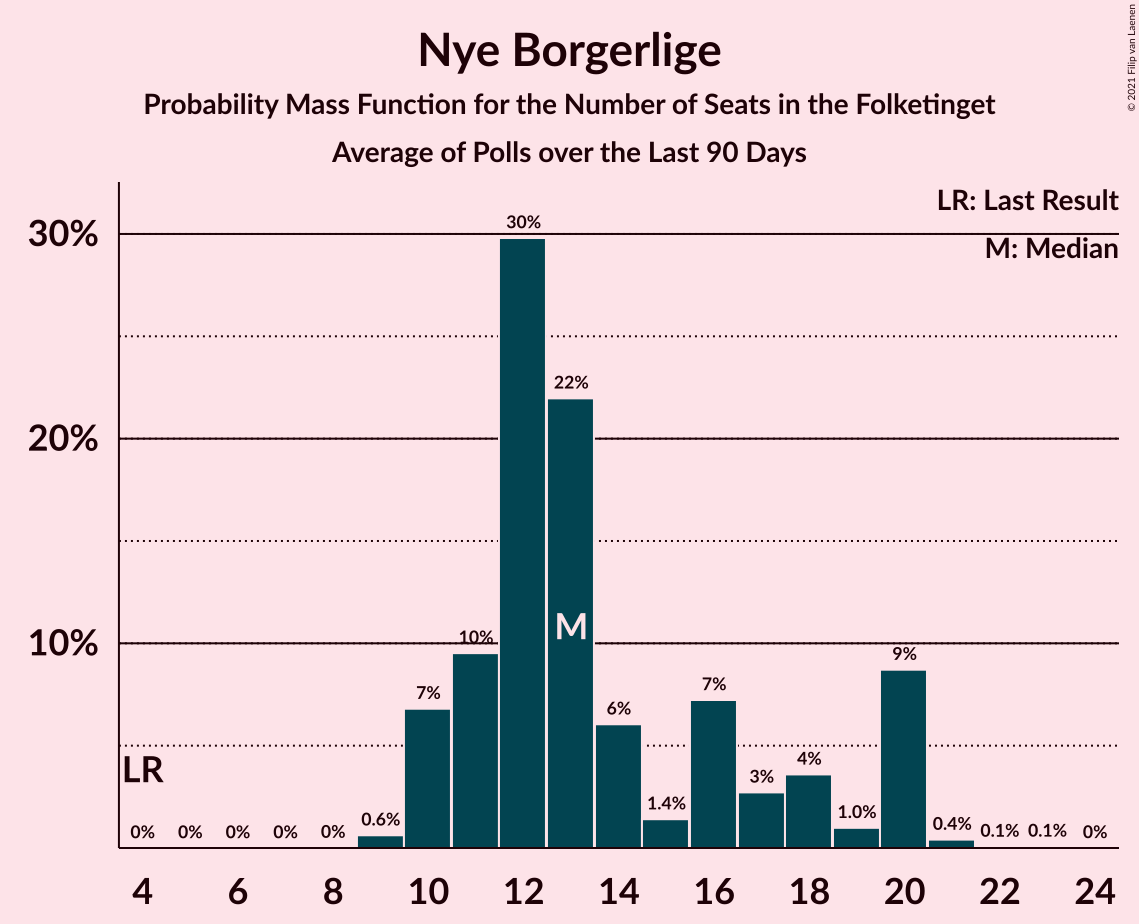 Nye Borgerlige
Probability Mass Function for the Number of Seats in the Folketinget
Average of Polls over the Last 90 Days
© 2021 Filip van Laenen
LR: Last Result
M: Median
30%
20%
10%
0% 0% 0% 0% 0% 0.6% 7% 10% 30% 22% 6% 1.4% 7% 3% 4% 1.0% 9% 0.4% 0.1% 0.1% 0%
LR
M
4 6 8 10 12 14 16 18 20 22 24